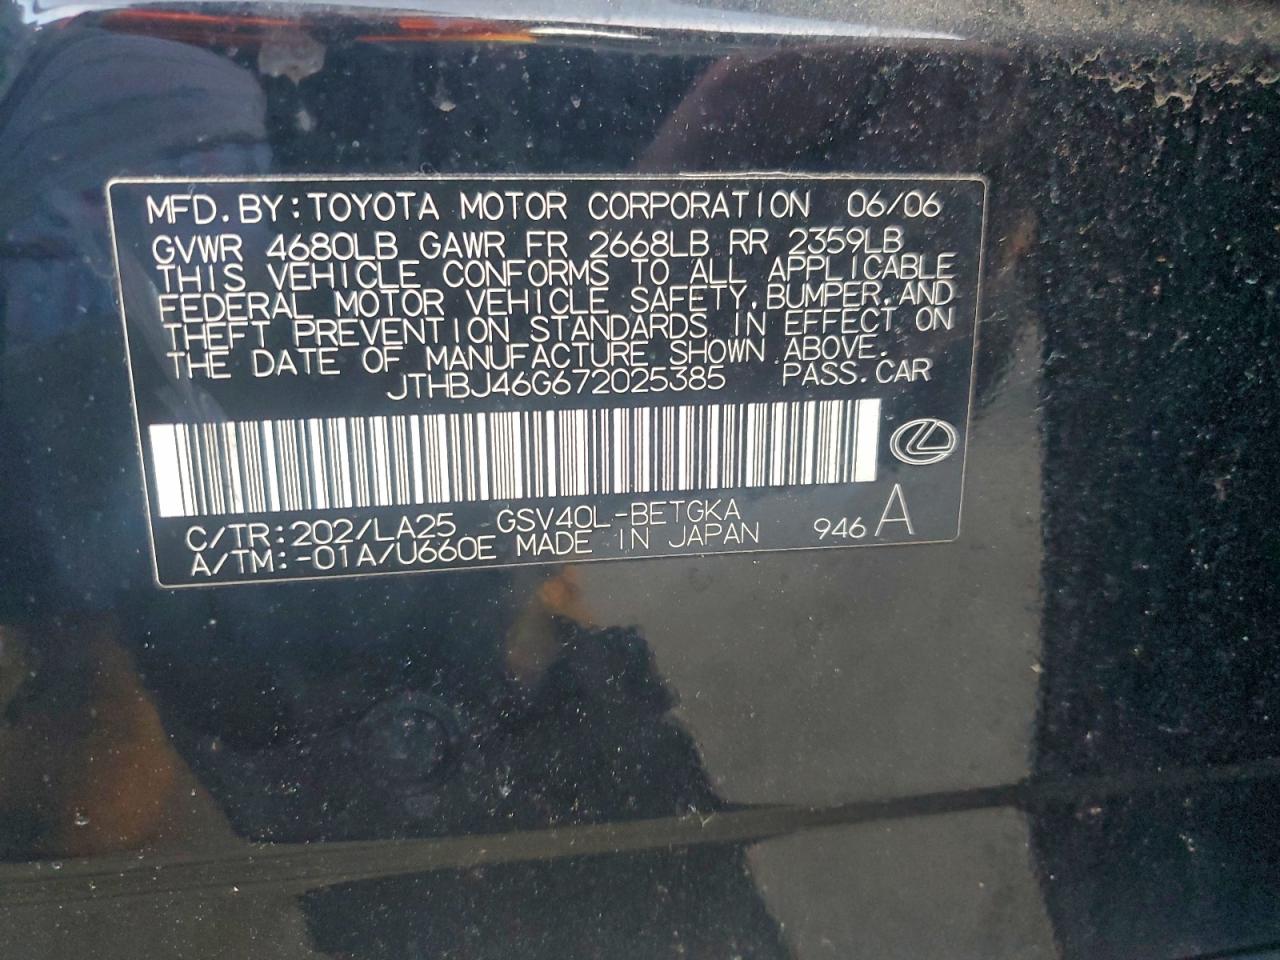 MFD.BY:TOYOTA MOTOR CORPORATION 06/06
GVWR 4680LB GAWR FR 2668LB RR 2359LB
THIS VEHICLE CONFORMS TO ALL APPLICABLE
FEDERAL MOTOR VEHICLE SAFETY,BUMPER,AND
THEFT PREVENTION STANDARDS IN EFFECT ON
THE DATE OF MANUFACTURE SHOWN ABOVE.
JTHBJ46G672025385 PASS.CAR
C/TR:202/LA25 GSV40L-BETGKA
A/TM:-01A/U660E MADE IN JAPAN 946 A